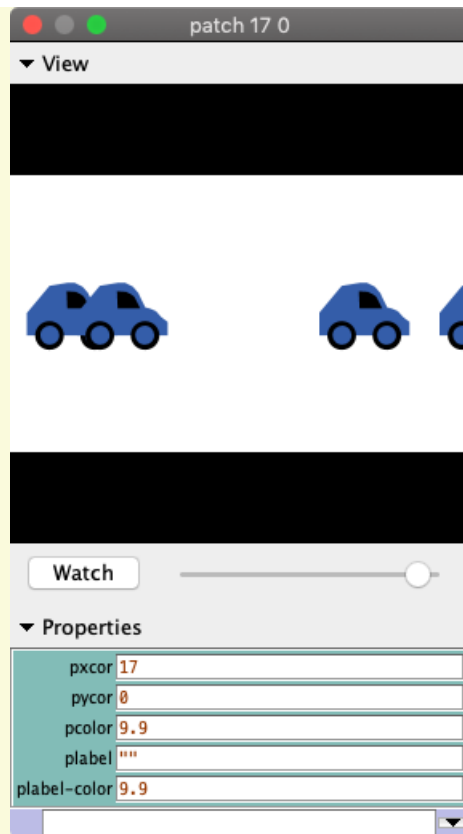 patch 17 0
View
Watch
Properties
pxcor 17
pycor 0
pcolor 9.9
plabel ""
plabel-color 9.9